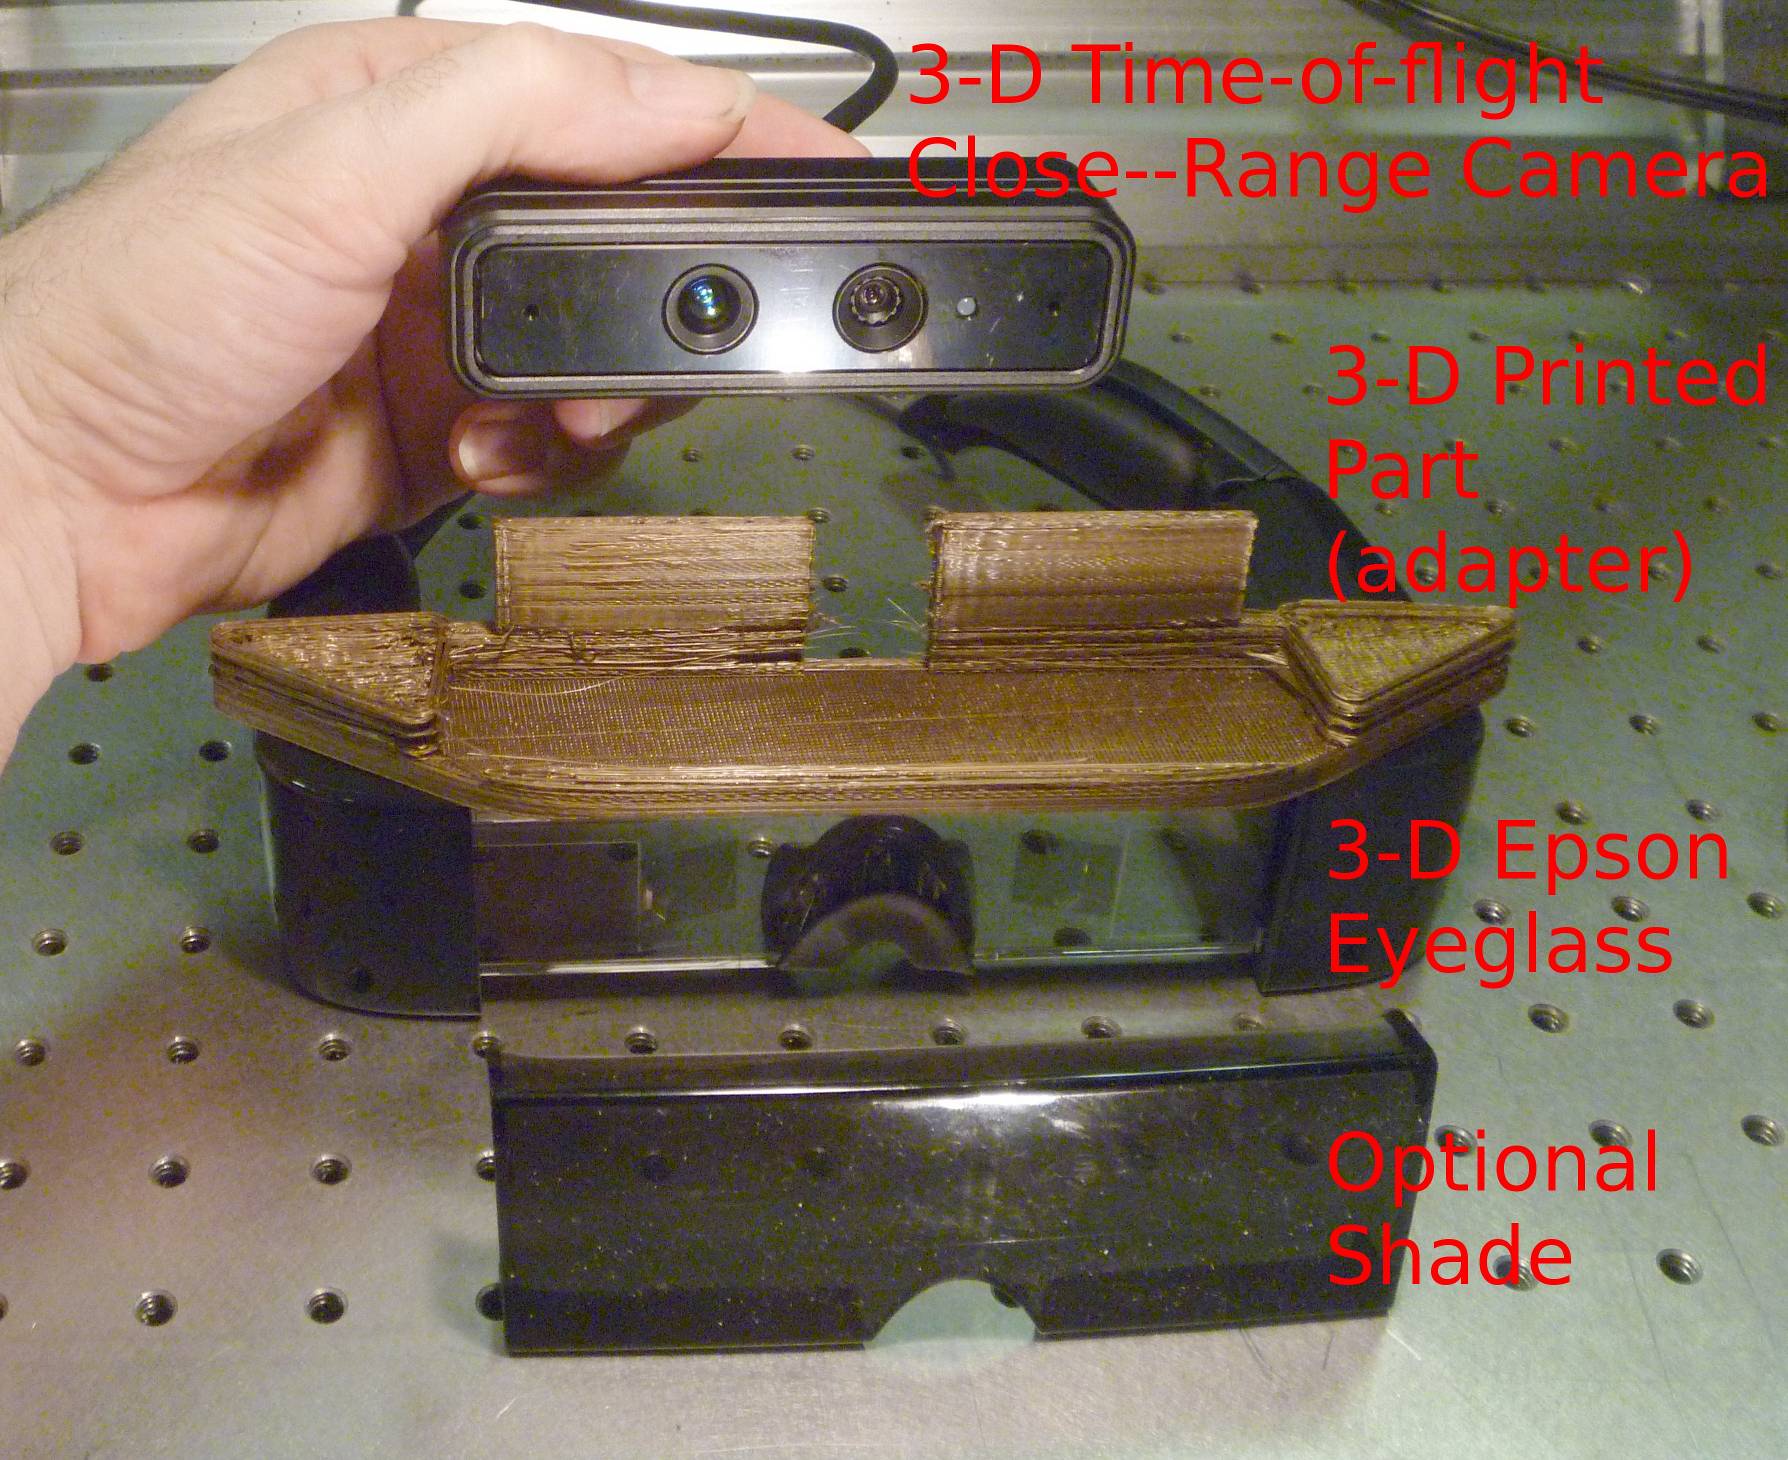 3-D Time-of-flight
Close--Range Camera
3-D Printed
Part
(adapter)
3-D Epson
Eyeglass
Optional
Shade